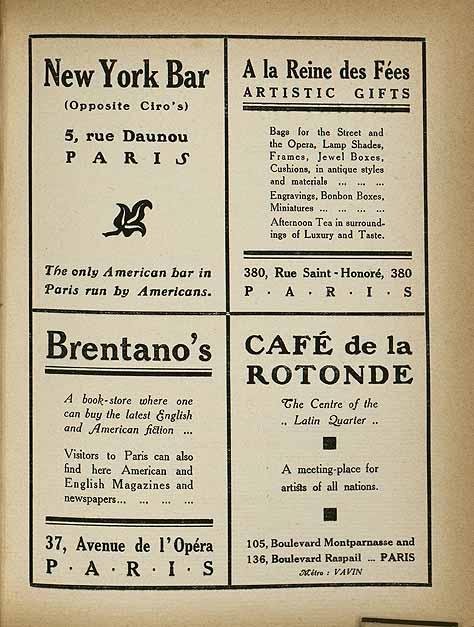 New York Bar
(Opposite Ciro's)
5, rue Daunou
PARIS
The only American bar in
Paris run by Americans.
A la Reine des Fées
ARTISTIC GIFTS
Bags for the Street and
the Opera, Lamp Shades,
Frames, Jewel Boxes,
Cushions, in antique styles
and materials ... ... ...
Engravings, Bonbon Boxes,
Miniatures ... ... ... ...
Afternoon Tea in surround-
ings of Luxury and Taste.
380, Rue Saint-Honoré, 380
P · A · R · I · S
Brentano's
A book-store where one
can buy the latest English
and American fiction ...
Visitors to Paris can also
find here American and
English Magazines and
newspapers... ... ... ...
37, Avenue de l'Opéra
P · A · R · I · S
CAFÉ de la
ROTONDE
The Centre of the
.. Latin Quarter ..
A meeting-place for
artists of all nations.
105, Boulevard Montparnasse and
136, Boulevard Raspail ... PARIS
Métro : VAVIN